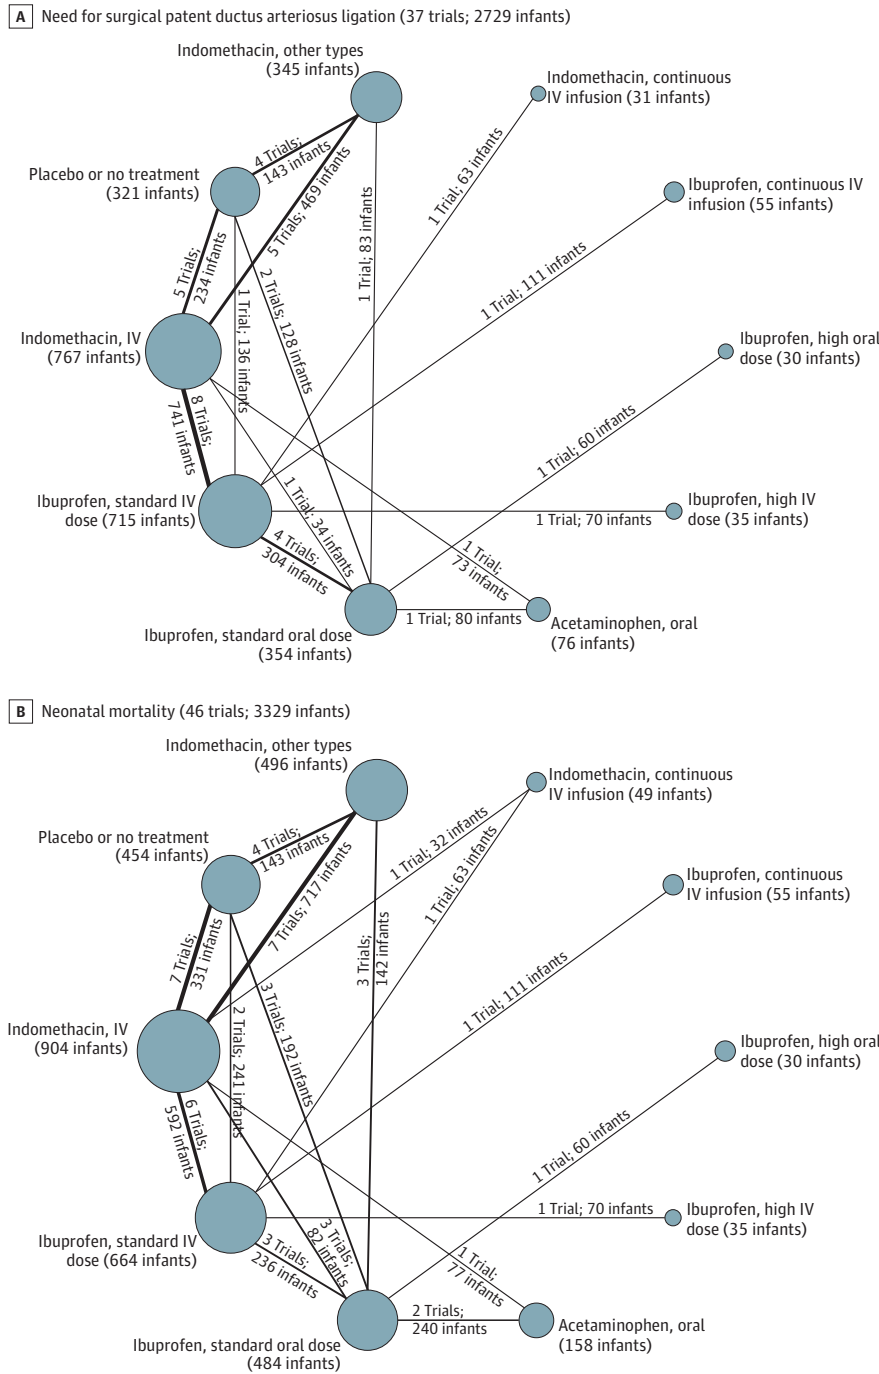 A Need for surgical patent ductus arteriosus ligation (37 trials; 2729 infants)
Indomethacin, other types
(345 infants)
Indomethacin, continuous
IV infusion (31 infants)
Placebo or no treatment
(321 infants)
Ibuprofen, continuous IV
infusion (55 infants)
Indomethacin, IV
(767 infants)
Ibuprofen, high oral
dose (30 infants)
Ibuprofen, standard IV
dose (715 infants)
Ibuprofen, high IV
dose (35 infants)
Ibuprofen, standard oral dose
(354 infants)
Acetaminophen, oral
(76 infants)
4 Trials;
143 infants
5 Trials; 469 infants
1 Trial; 83 infants
1 Trial; 63 infants
1 Trial; 111 infants
5 Trials;
234 infants
1 Trial; 136 infants
2 Trials; 128 infants
8 Trials;
741 infants
1 Trial; 60 infants
1 Trial; 34 infants
1 Trial; 70 infants
4 Trials;
304 infants
1 Trial;
73 infants
1 Trial; 80 infants
B Neonatal mortality (46 trials; 3329 infants)
Indomethacin, other types
(496 infants)
Indomethacin, continuous
IV infusion (49 infants)
Placebo or no treatment
(454 infants)
Ibuprofen, continuous
IV infusion (55 infants)
Indomethacin, IV
(904 infants)
Ibuprofen, high oral
dose (30 infants)
Ibuprofen, standard IV
dose (664 infants)
Ibuprofen, high IV
dose (35 infants)
Ibuprofen, standard oral dose
(484 infants)
Acetaminophen, oral
(158 infants)
4 Trials;
143 infants
7 Trials; 717 infants
1 Trial; 32 infants
1 Trial; 63 infants
3 Trials;
142 infants
7 Trials;
331 infants
2 Trials; 241 infants
3 Trials; 192 infants
1 Trial; 111 infants
6 Trials;
592 infants
1 Trial; 60 infants
1 Trial; 70 infants
3 Trials;
236 infants
3 Trials;
82 infants
1 Trial;
77 infants
2 Trials;
240 infants